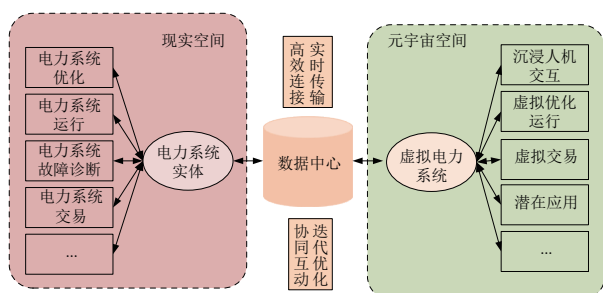 现实空间
电力系统
优化
电力系统
运行
电力系统
故障诊断
电力系统
交易
...
电力系统
实体
高效连接
实时传输
数据中心
协同互动
迭代优化
元宇宙空间
虚拟电力
系统
沉浸人机
交互
虚拟优化
运行
虚拟交易
潜在应用
...